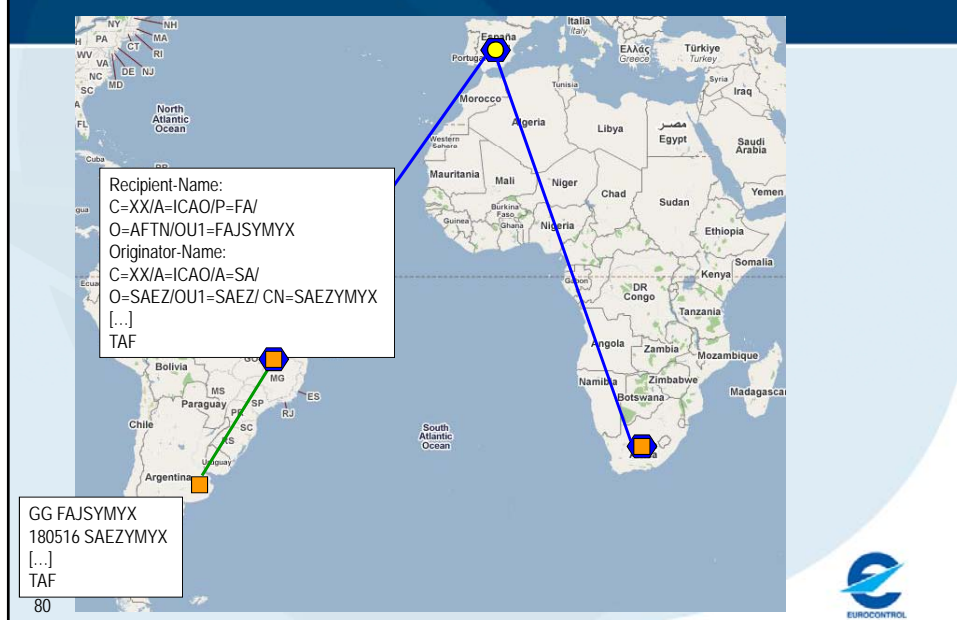 NY
NH
H
PA
CT
MA
WV
RI
VA
NC
DE
NJ
SC
MD
A
FL
North
Atlantic
Ocean
Cuba
Italia
Italy
España
Portugal
Ελλάς
Greece
Türkiye
Turkey
Syria
Iraq
Tunisia
Morocco
Algeria
Libya
مصر
Egypt
Saudi
Arabia
Western
Sahara
Mauritania
Mali
Niger
Chad
Sudan
Yemen
Burkina
Faso
Guinea
Ghana
Nigeria
Ethiopia
Somalia
Kenya
Gabon
DR
Congo
Tanzania
Angola
Zambia
Mozambique
Namibia
Zimbabwe
Botswana
Madagascar
Recipient-Name:
C=XX/A=ICAO/P=FA/
O=AFTN/OU1=FAJSYMYX
Originator-Name:
C=XX/A=ICAO/A=SA/
O=SAEZ/OU1=SAEZ/ CN=SAEZYMYX
[...]
TAF
Bolivia
GO
MG
MS
ES
Paraguay
PR
SP
RJ
Chile
SC
RS
Uruguay
South
Atlantic
Ocean
Argentina
GG FAJSYMYX
180516 SAEZYMYX
[...]
TAF
80
EUROCONTROL